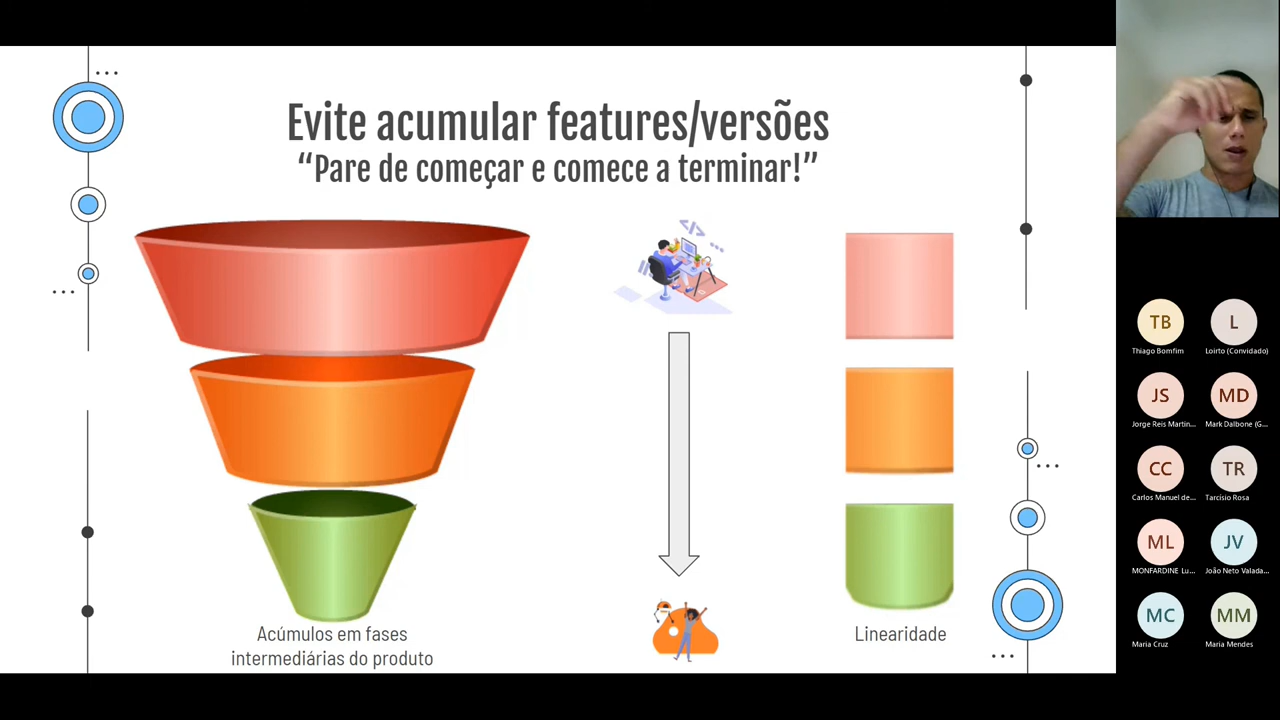 Evite acumular features/versões
“Pare de começar e comece a terminar!”
</>
Acúmulos em fases
intermediárias do produto
Linearidade
TB
L
Thiago Bomfim
Loirto (Convidado)
JS
MD
Jorge Reis Martin...
Mark Dalbone (G...
CC
TR
Carlos Manuel de...
Tarcísio Rosa
ML
JV
MONFARDINE Lu...
João Neto Valada...
MC
MM
Maria Cruz
Maria Mendes